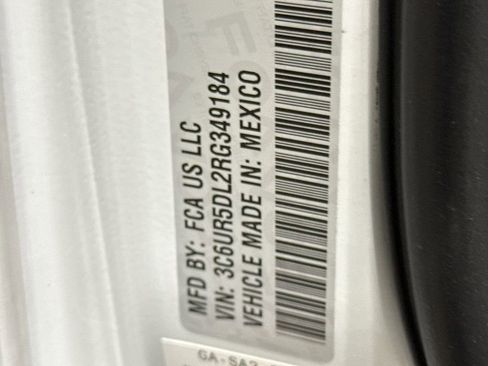 MFD BY: FCA US LLC
VIN: 3C6UR5DL2RG349184
VEHICLE MADE IN: MEXICO